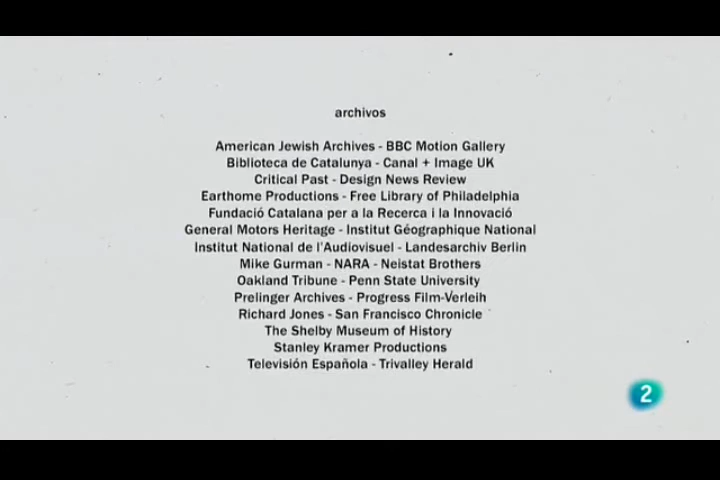 archivos
American Jewish Archives - BBC Motion Gallery
Biblioteca de Catalunya - Canal + Image UK
Critical Past - Design News Review
Earthome Productions - Free Library of Philadelphia
Fundació Catalana per a la Recerca i la Innovació
General Motors Heritage - Institut Géographique National
Institut National de l'Audiovisuel - Landesarchiv Berlin
Mike Gurman - NARA - Neistat Brothers
Oakland Tribune - Penn State University
Prelinger Archives - Progress Film-Verleih
Richard Jones - San Francisco Chronicle
The Shelby Museum of History
Stanley Kramer Productions
Televisión Española - Trivalley Herald
2